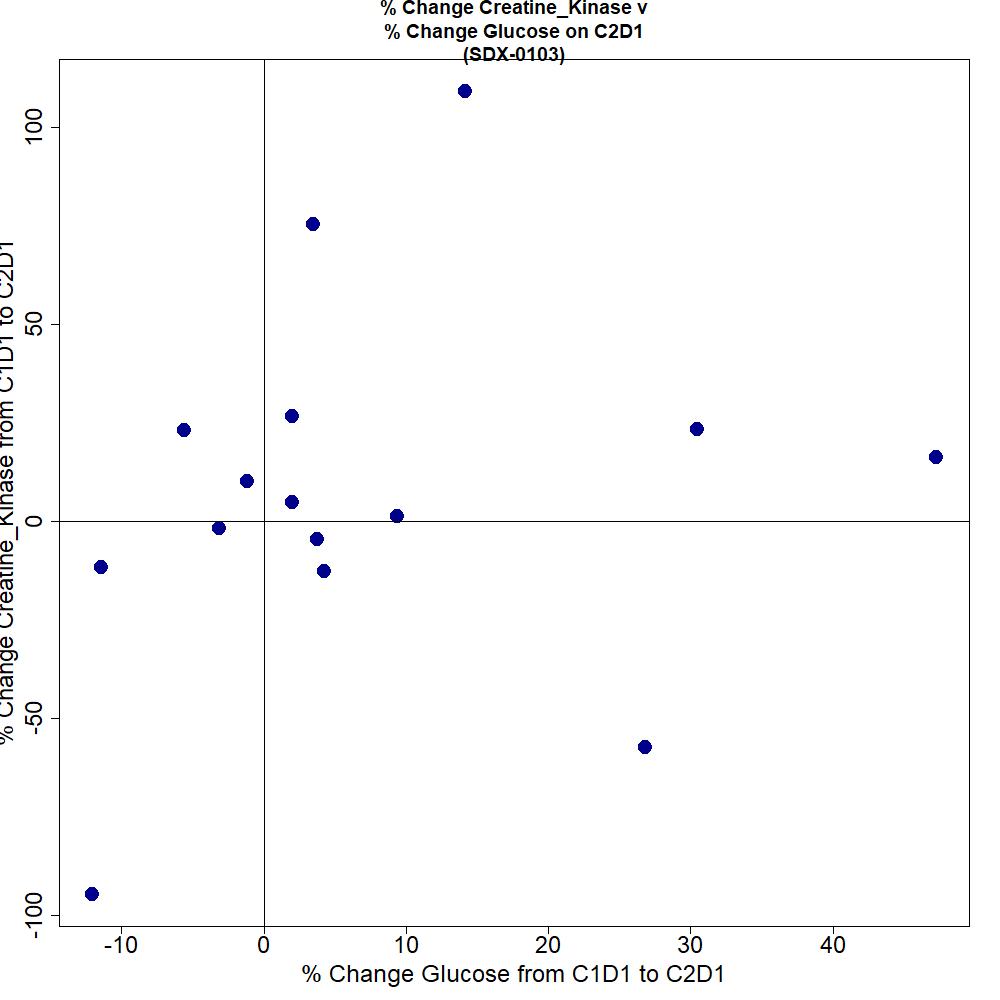 % Change Creatine_Kinase v
% Change Glucose on C2D1
(SDX-0103)
% Change Creatine_Kinase from C1D1 to C2D1
100
50
0
-50
-100
-10
0
10
20
30
40
% Change Glucose from C1D1 to C2D1